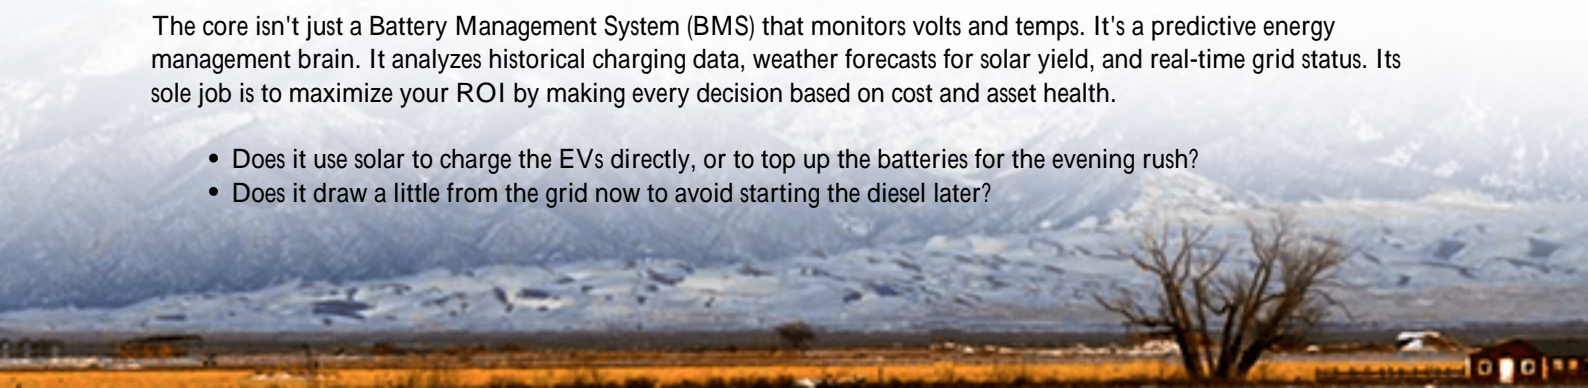 The core isn't just a Battery Management System (BMS) that monitors volts and temps. It's a predictive energy
management brain. It analyzes historical charging data, weather forecasts for solar yield, and real-time grid status. Its
sole job is to maximize your ROI by making every decision based on cost and asset health.
• Does it use solar to charge the EVs directly, or to top up the batteries for the evening rush?
• Does it draw a little from the grid now to avoid starting the diesel later?